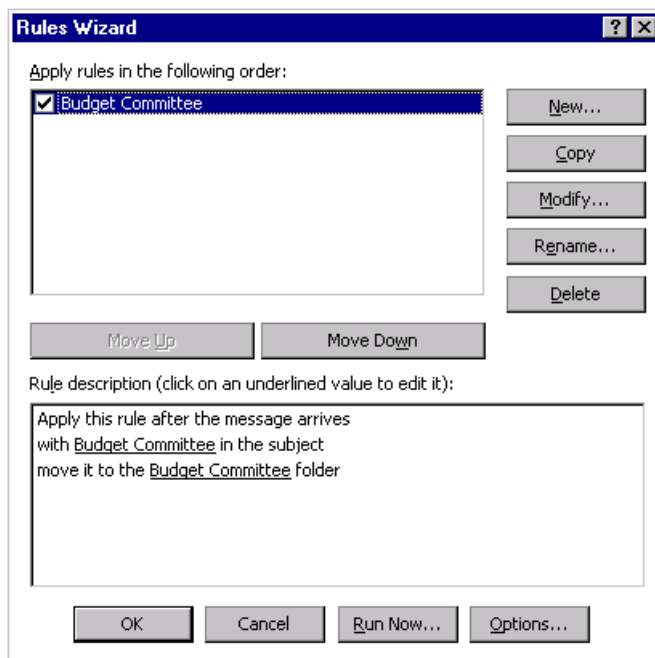 Rules Wizard
Apply rules in the following order:
Budget Committee
New...
Copy
Modify...
Rename...
Delete
Move Up
Move Down
Rule description (click on an underlined value to edit it):
Apply this rule after the message arrives
with Budget Committee in the subject
move it to the Budget Committee folder
OK
Cancel
Run Now...
Options...